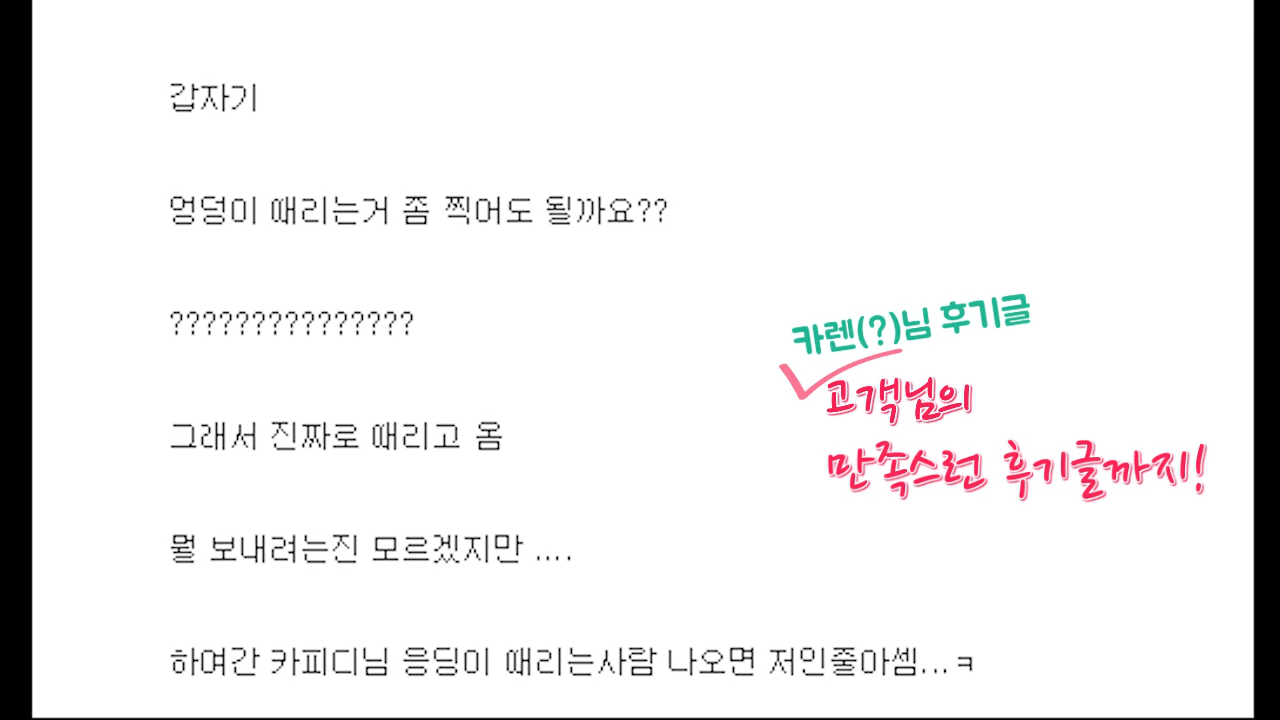 갑자기
엉덩이 때리는거 좀 찍어도 될까요??
???????????????
카렌(?)님 후기글
고객님의
만족스런 후기글까지!
그래서 진짜로 때리고 옴
뭘 보내려는진 모르겠지만 ....
하여간 카피디님 응딩이 때리는사람 나오면 저인줄아셈...ㅋ